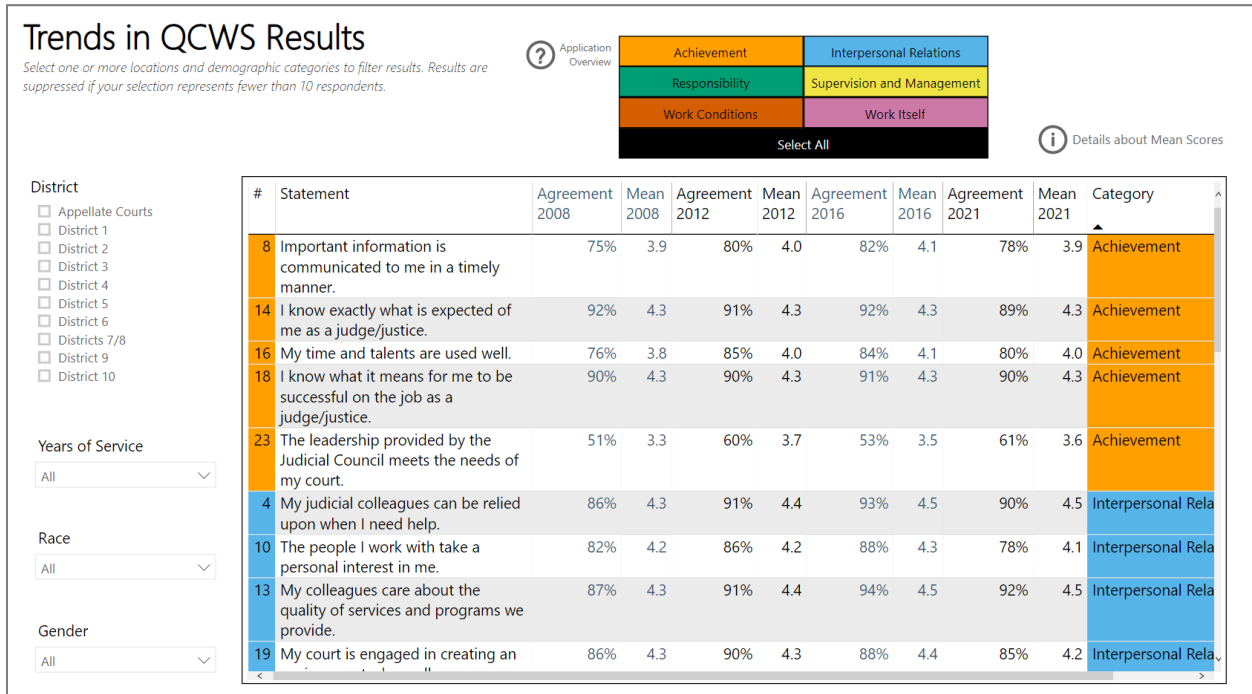 Trends in QCWS Results
Select one or more locations and demographic categories to filter results. Results are
suppressed if your selection represents fewer than 10 respondents.
Application
Overview
Achievement Interpersonal Relations
Responsibility Supervision and Management
Work Conditions Work Itself
Select All
Details about Mean Scores
District
Appellate Courts
District 1
District 2
District 3
District 4
District 5
District 6
Districts 7/8
District 9
District 10
Years of Service
All
Race
All
Gender
All
# Statement Agreement Mean Agreement Mean Agreement Mean Agreement Mean Category
2008 2008 2012 2012 2016 2016 2021 2021
8 Important information is 75% 3.9 80% 4.0 82% 4.1 78% 3.9 Achievement
communicated to me in a timely
manner.
14 I know exactly what is expected of 92% 4.3 91% 4.3 92% 4.3 89% 4.3 Achievement
me as a judge/justice.
16 My time and talents are used well. 76% 3.8 85% 4.0 84% 4.1 80% 4.0 Achievement
18 I know what it means for me to be 90% 4.3 90% 4.3 91% 4.3 90% 4.3 Achievement
successful on the job as a
judge/justice.
23 The leadership provided by the 51% 3.3 60% 3.7 53% 3.5 61% 3.6 Achievement
Judicial Council meets the needs of
my court.
4 My judicial colleagues can be relied 86% 4.3 91% 4.4 93% 4.5 90% 4.5 Interpersonal Rela
upon when I need help.
10 The people I work with take a 82% 4.2 86% 4.2 88% 4.3 78% 4.1 Interpersonal Rela
personal interest in me.
13 My colleagues care about the 87% 4.3 91% 4.4 94% 4.5 92% 4.5 Interpersonal Rela
quality of services and programs we
provide.
19 My court is engaged in creating an 86% 4.3 90% 4.3 88% 4.4 85% 4.2 Interpersonal Rela